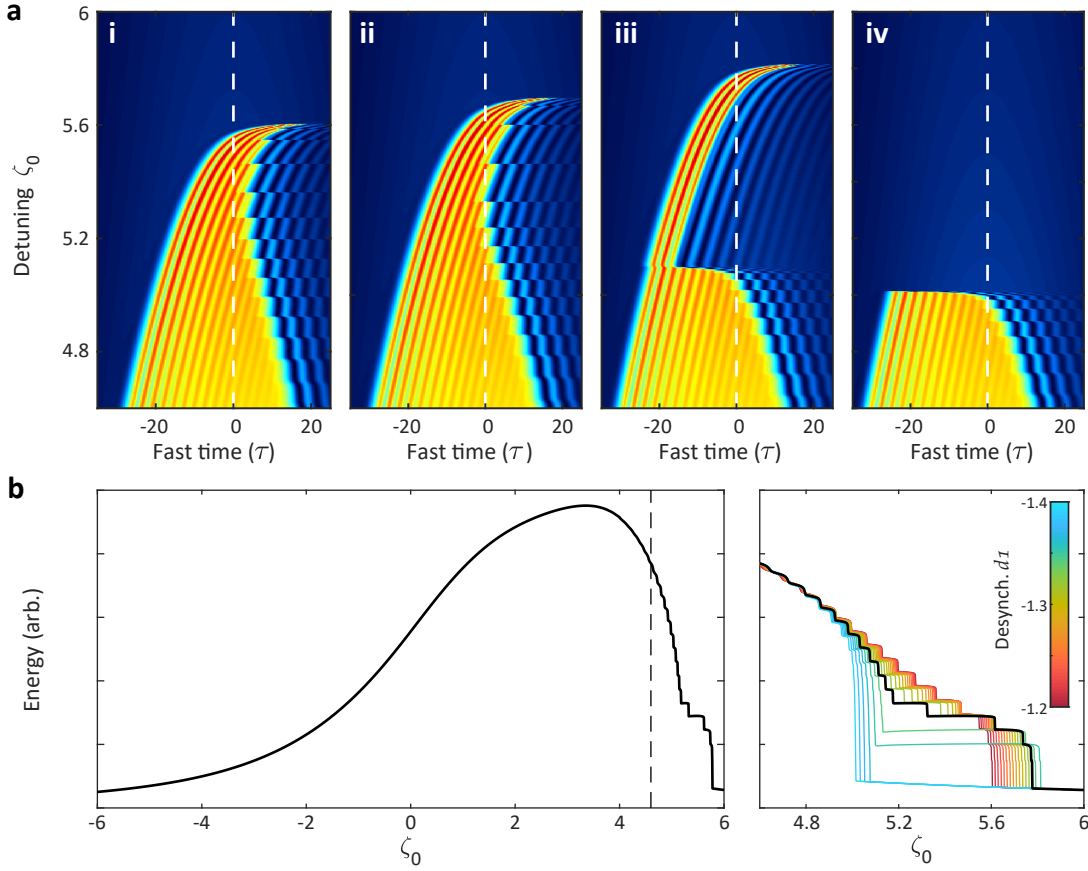 a
i ii iii iv
6
5.6
5.2
4.8
Detuning ζ0
-20 0 20 -20 0 20 -20 0 20 -20 0 20
Fast time (τ) Fast time (τ) Fast time (τ) Fast time (τ)
b
Energy (arb.)
-6 -4 -2 0 2 4 6
ζ0
Desynch. d1
-1.4
-1.3
-1.2
4.8 5.2 5.6 6
ζ0